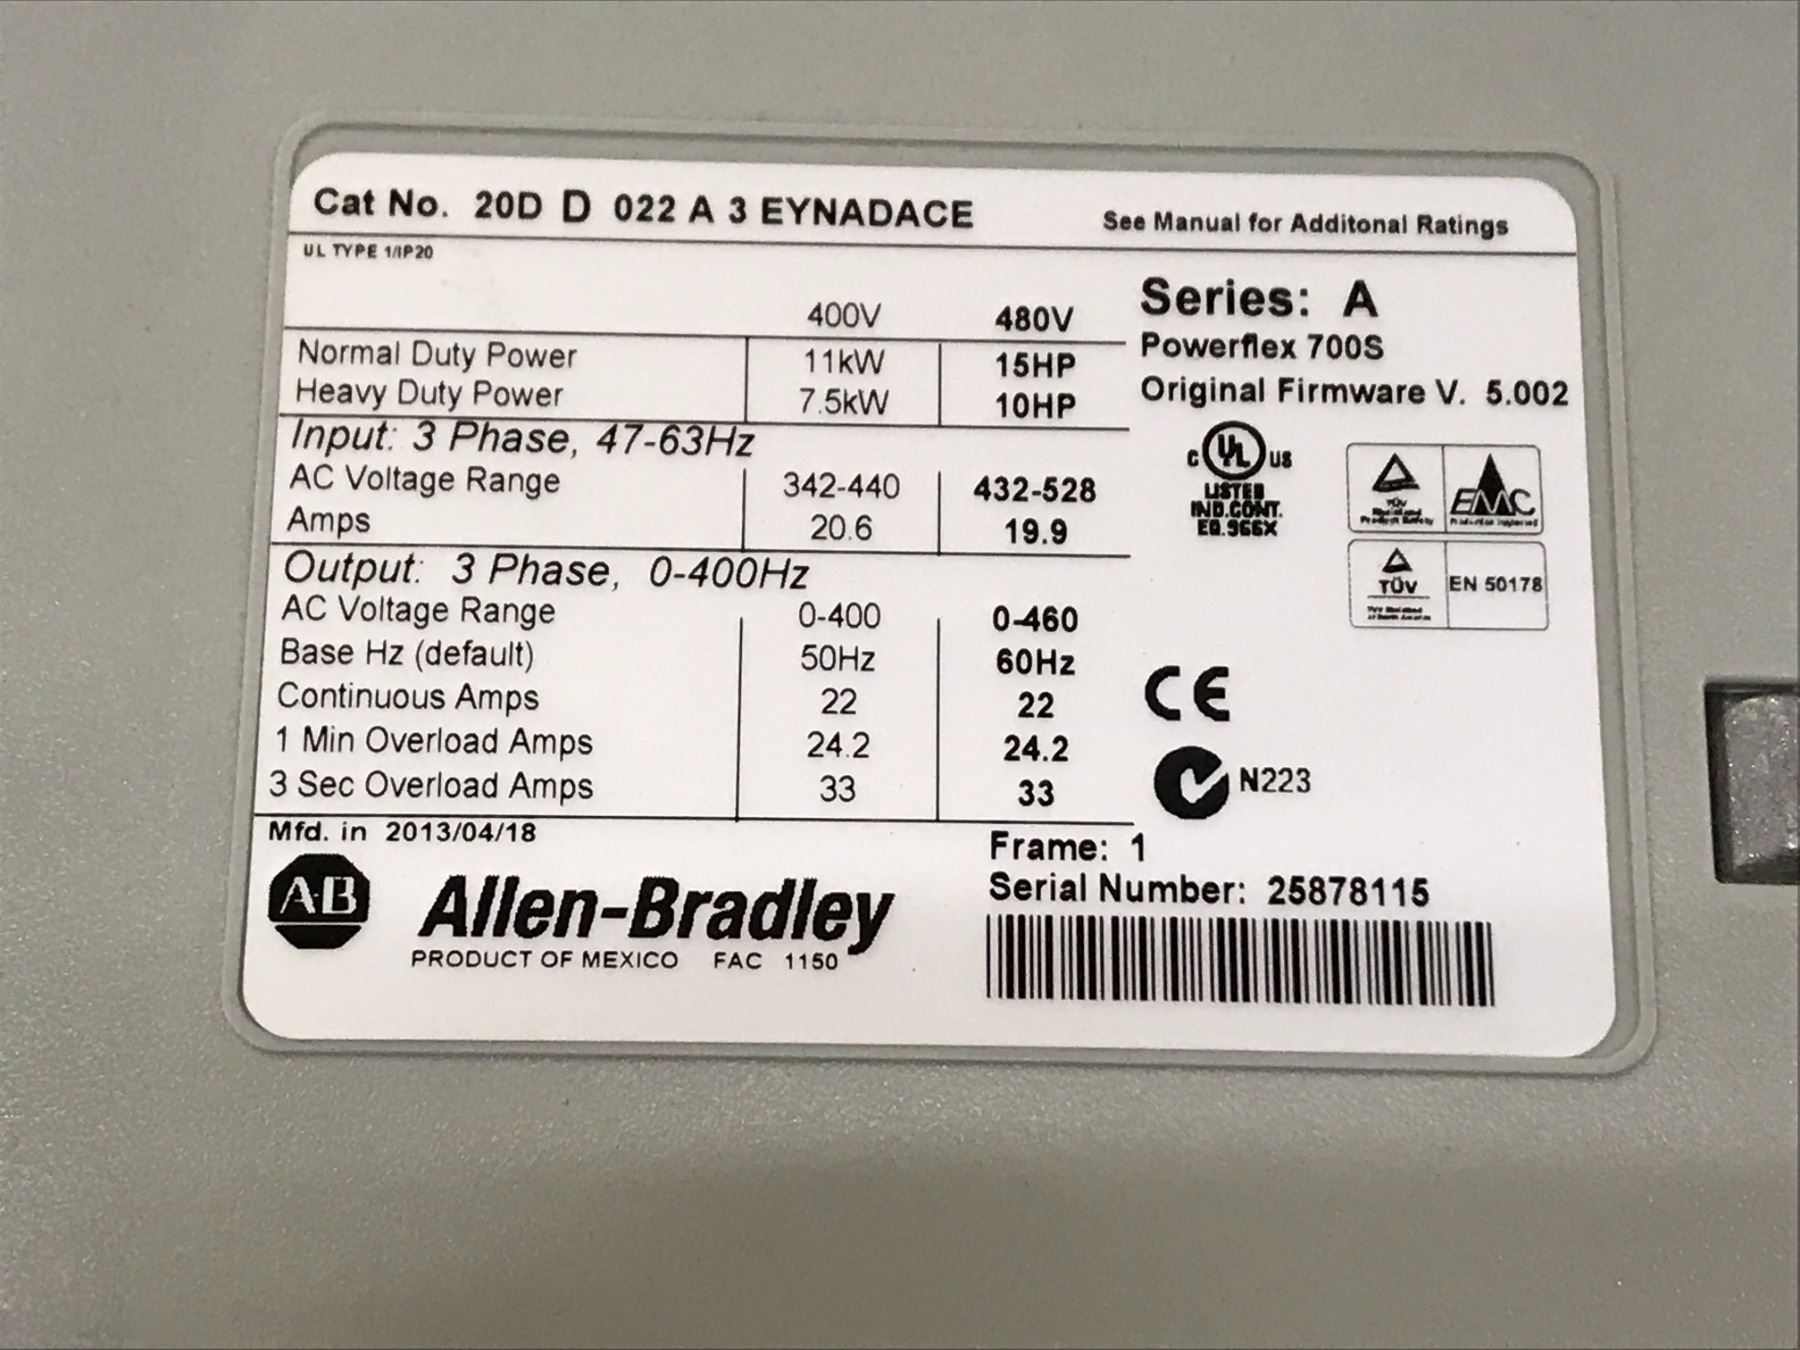 Cat No. 20D D 022 A 3 EYNADACE
See Manual for Additonal Ratings
UL TYPE 1/IP20
400V 480V
Normal Duty Power 11kW 15HP
Heavy Duty Power 7.5kW 10HP
Input: 3 Phase, 47-63Hz
AC Voltage Range 342-440 432-528
Amps 20.6 19.9
Output: 3 Phase, 0-400Hz
AC Voltage Range 0-400 0-460
Base Hz (default) 50Hz 60Hz
Continuous Amps 22 22
1 Min Overload Amps 24.2 24.2
3 Sec Overload Amps 33 33
Series: A
Powerflex 700S
Original Firmware V. 5.002
C UL US
LISTED
IND.CONT.
EQ.966X
EMC
TÜV
EN 50178
CE
N223
Mfd. in 2013/04/18
A-B Allen-Bradley
PRODUCT OF MEXICO FAC 1150
Frame: 1
Serial Number: 25878115